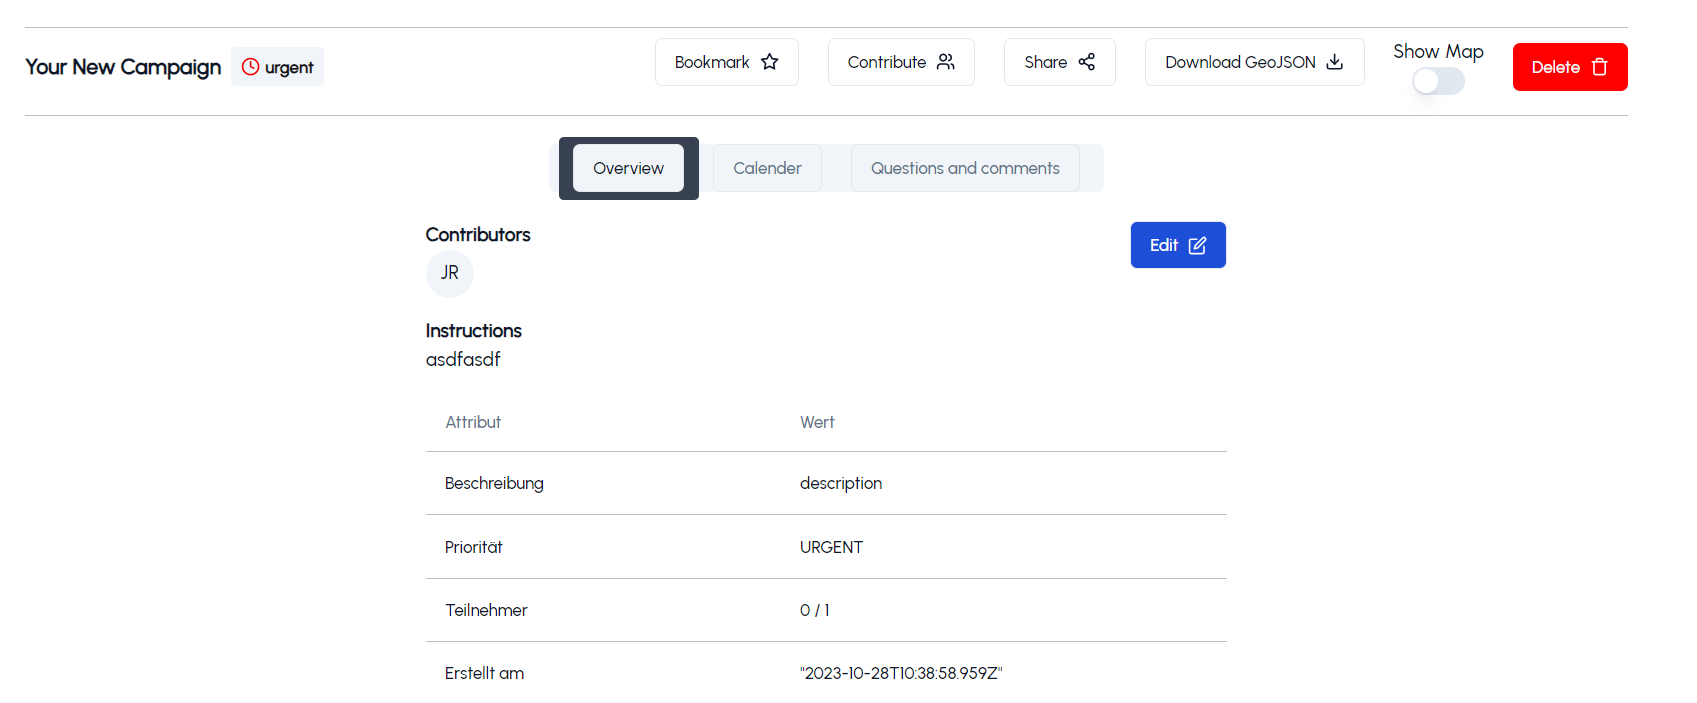 Your New Campaign urgent Bookmark Contribute Share Download GeoJSON Show Map Delete
Overview Calender Questions and comments
Contributors Edit
JR
Instructions
asdfasdf
Attribut Wert
Beschreibung description
Priorität URGENT
Teilnehmer 0 / 1
Erstellt am "2023-10-28T10:38:58.959Z"